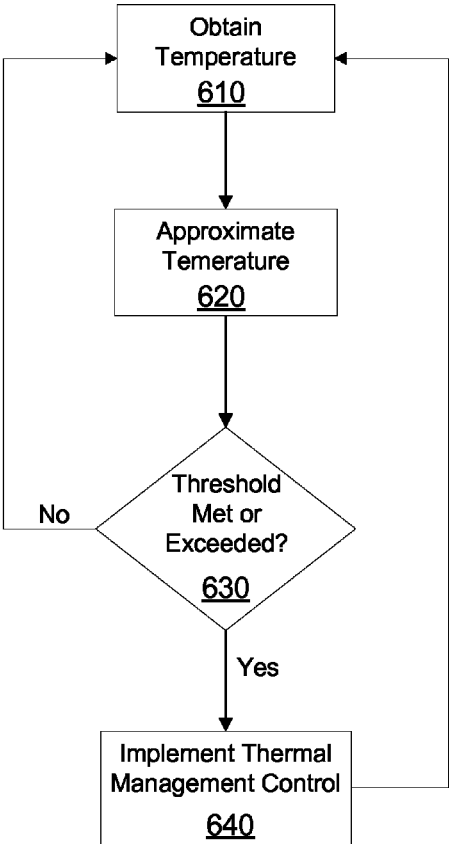 Obtain
Temperature
610
Approximate
Temerature
620
Threshold
Met or
Exceeded?
630
No
Yes
Implement Thermal
Management Control
640